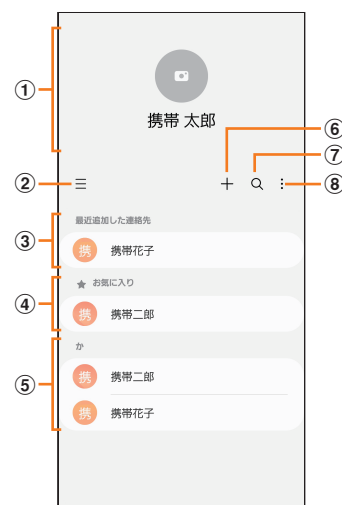 ①
携帯 太郎
⑥
⑦
②
⑧
最近追加した連絡先
③
携 携帯花子
★ お気に入り
④
携 携帯二郎
か
⑤
携 携帯二郎
携 携帯花子